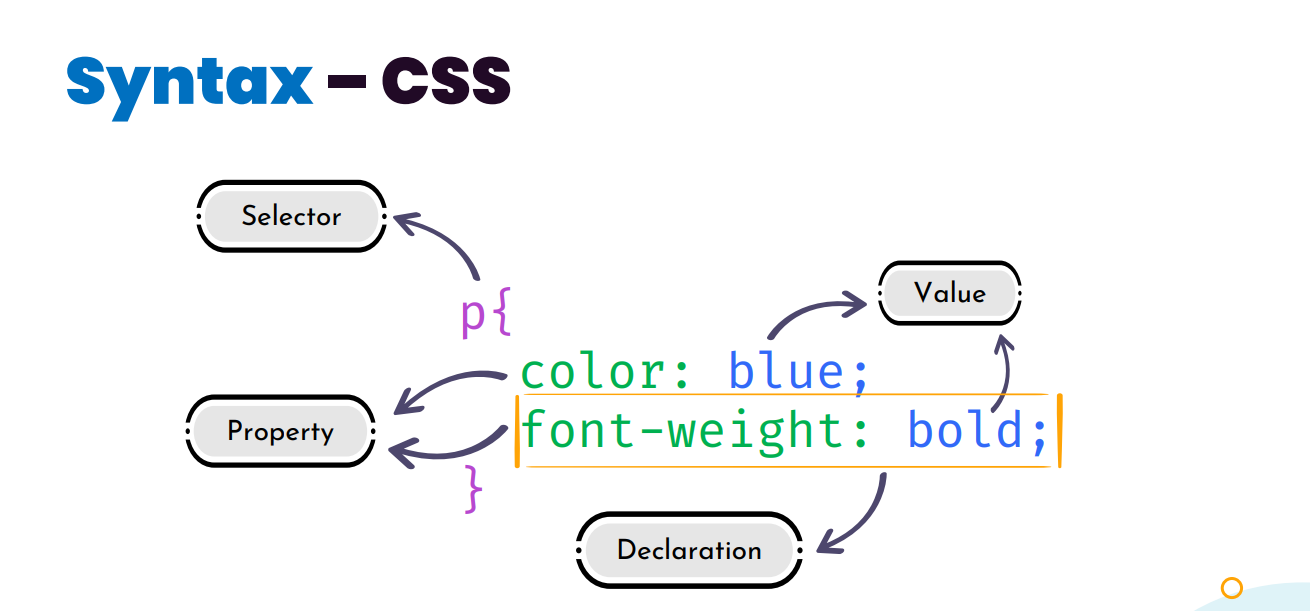 Syntax – CSS
Selector
p{
Value
color: blue;
font-weight: bold;
Property
}
Declaration